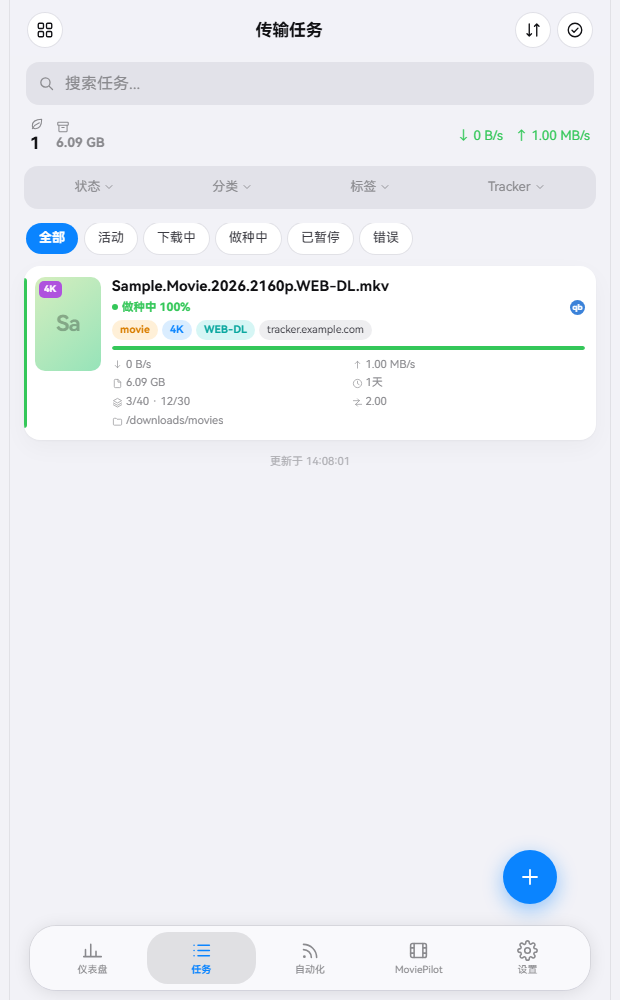 传输任务
搜索任务...
1 6.09 GB ↓ 0 B/s ↑ 1.00 MB/s
状态 分类 标签 Tracker
全部 活动 下载中 做种中 已暂停 错误
4K
Sa
Sample.Movie.2026.2160p.WEB-DL.mkv
做种中 100%
qb
movie 4K WEB-DL tracker.example.com
↓ 0 B/s ↑ 1.00 MB/s
6.09 GB 1天
3/40 · 12/30 2.00
/downloads/movies
更新于 14:08:01
仪表盘 任务 自动化 MoviePilot 设置